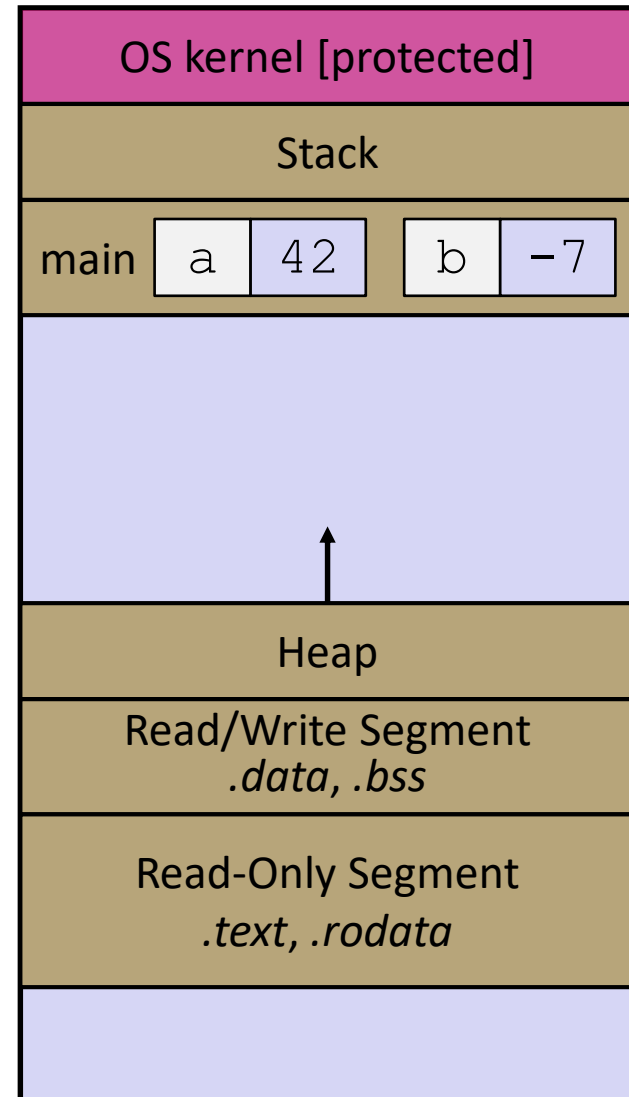 OS kernel [protected]
Stack
main a 42 b -7
Heap
Read/Write Segment
.data, .bss
Read-Only Segment
.text, .rodata